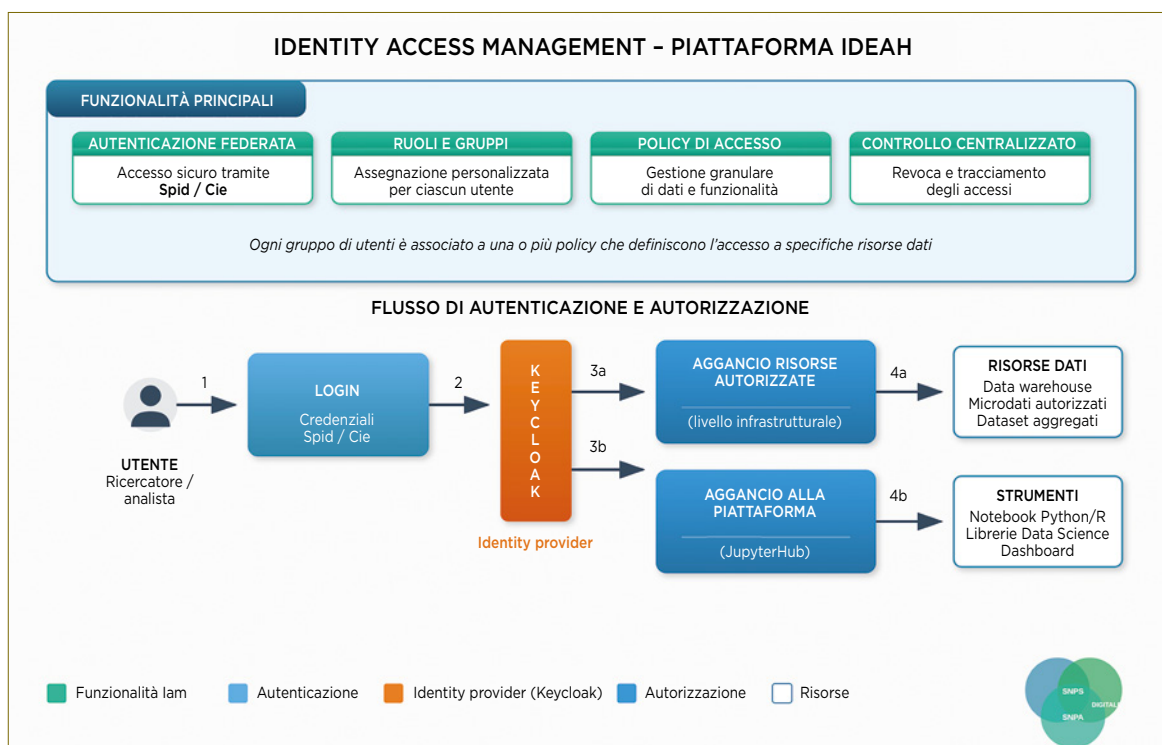 IDENTITY ACCESS MANAGEMENT – PIATTAFORMA IDEAH
FUNZIONALITÀ PRINCIPALI
AUTENTICAZIONE FEDERATA
Accesso sicuro tramite
Spid / Cie
RUOLI E GRUPPI
Assegnazione personalizzata
per ciascun utente
POLICY DI ACCESSO
Gestione granulare
di dati e funzionalità
CONTROLLO CENTRALIZZATO
Revoca e tracciamento
degli accessi
Ogni gruppo di utenti è associato a una o più policy che definiscono l’accesso a specifiche risorse dati
FLUSSO DI AUTENTICAZIONE E AUTORIZZAZIONE
UTENTE
Ricercatore /
analista
1
LOGIN
Credenziali
Spid / Cie
2
KEYCLOAK
Identity provider
3a
AGGANCIO RISORSE
AUTORIZZATE
(livello infrastrutturale)
4a
RISORSE DATI
Data warehouse
Microdati autorizzati
Dataset aggregati
3b
AGGANCIO ALLA
PIATTAFORMA
(JupyterHub)
4b
STRUMENTI
Notebook Python/R
Librerie Data Science
Dashboard
Funzionalità Iam
Autenticazione
Identity provider (Keycloak)
Autorizzazione
Risorse
SNPS
SNPA